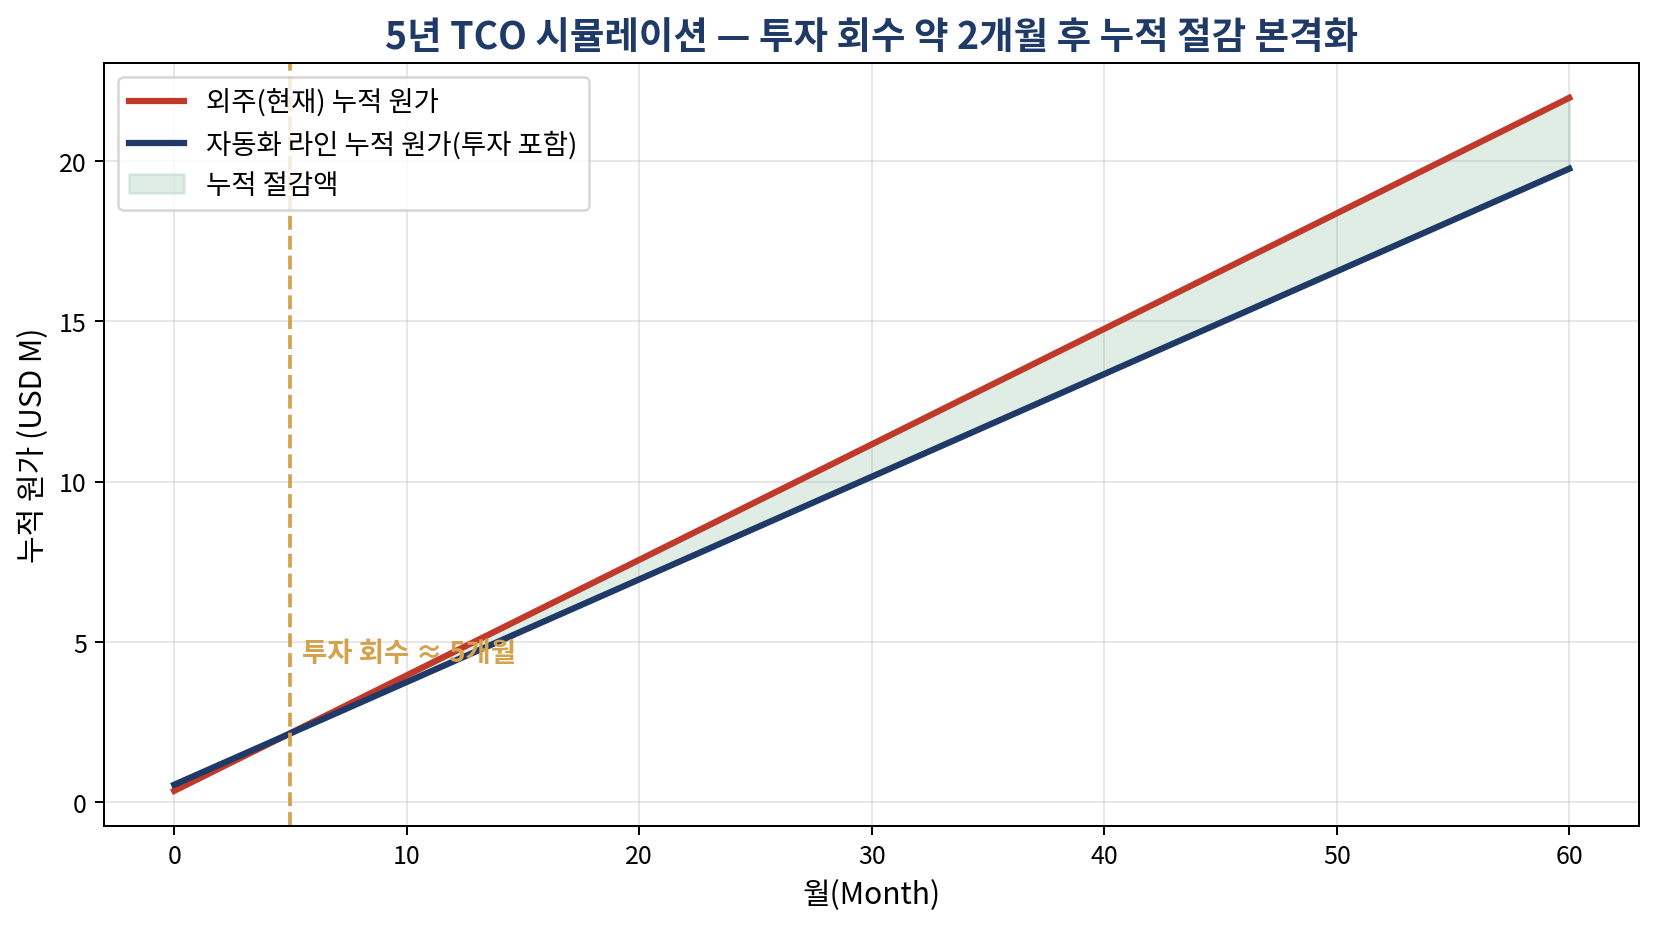 5년 TCO 시뮬레이션 — 투자 회수 약 2개월 후 누적 절감 본격화
외주(현재) 누적 원가
자동화 라인 누적 원가(투자 포함)
누적 절감액
누적 원가 (USD M)
20
15
10
5
0
투자 회수 ≈ 5개월
0 10 20 30 40 50 60
월(Month)